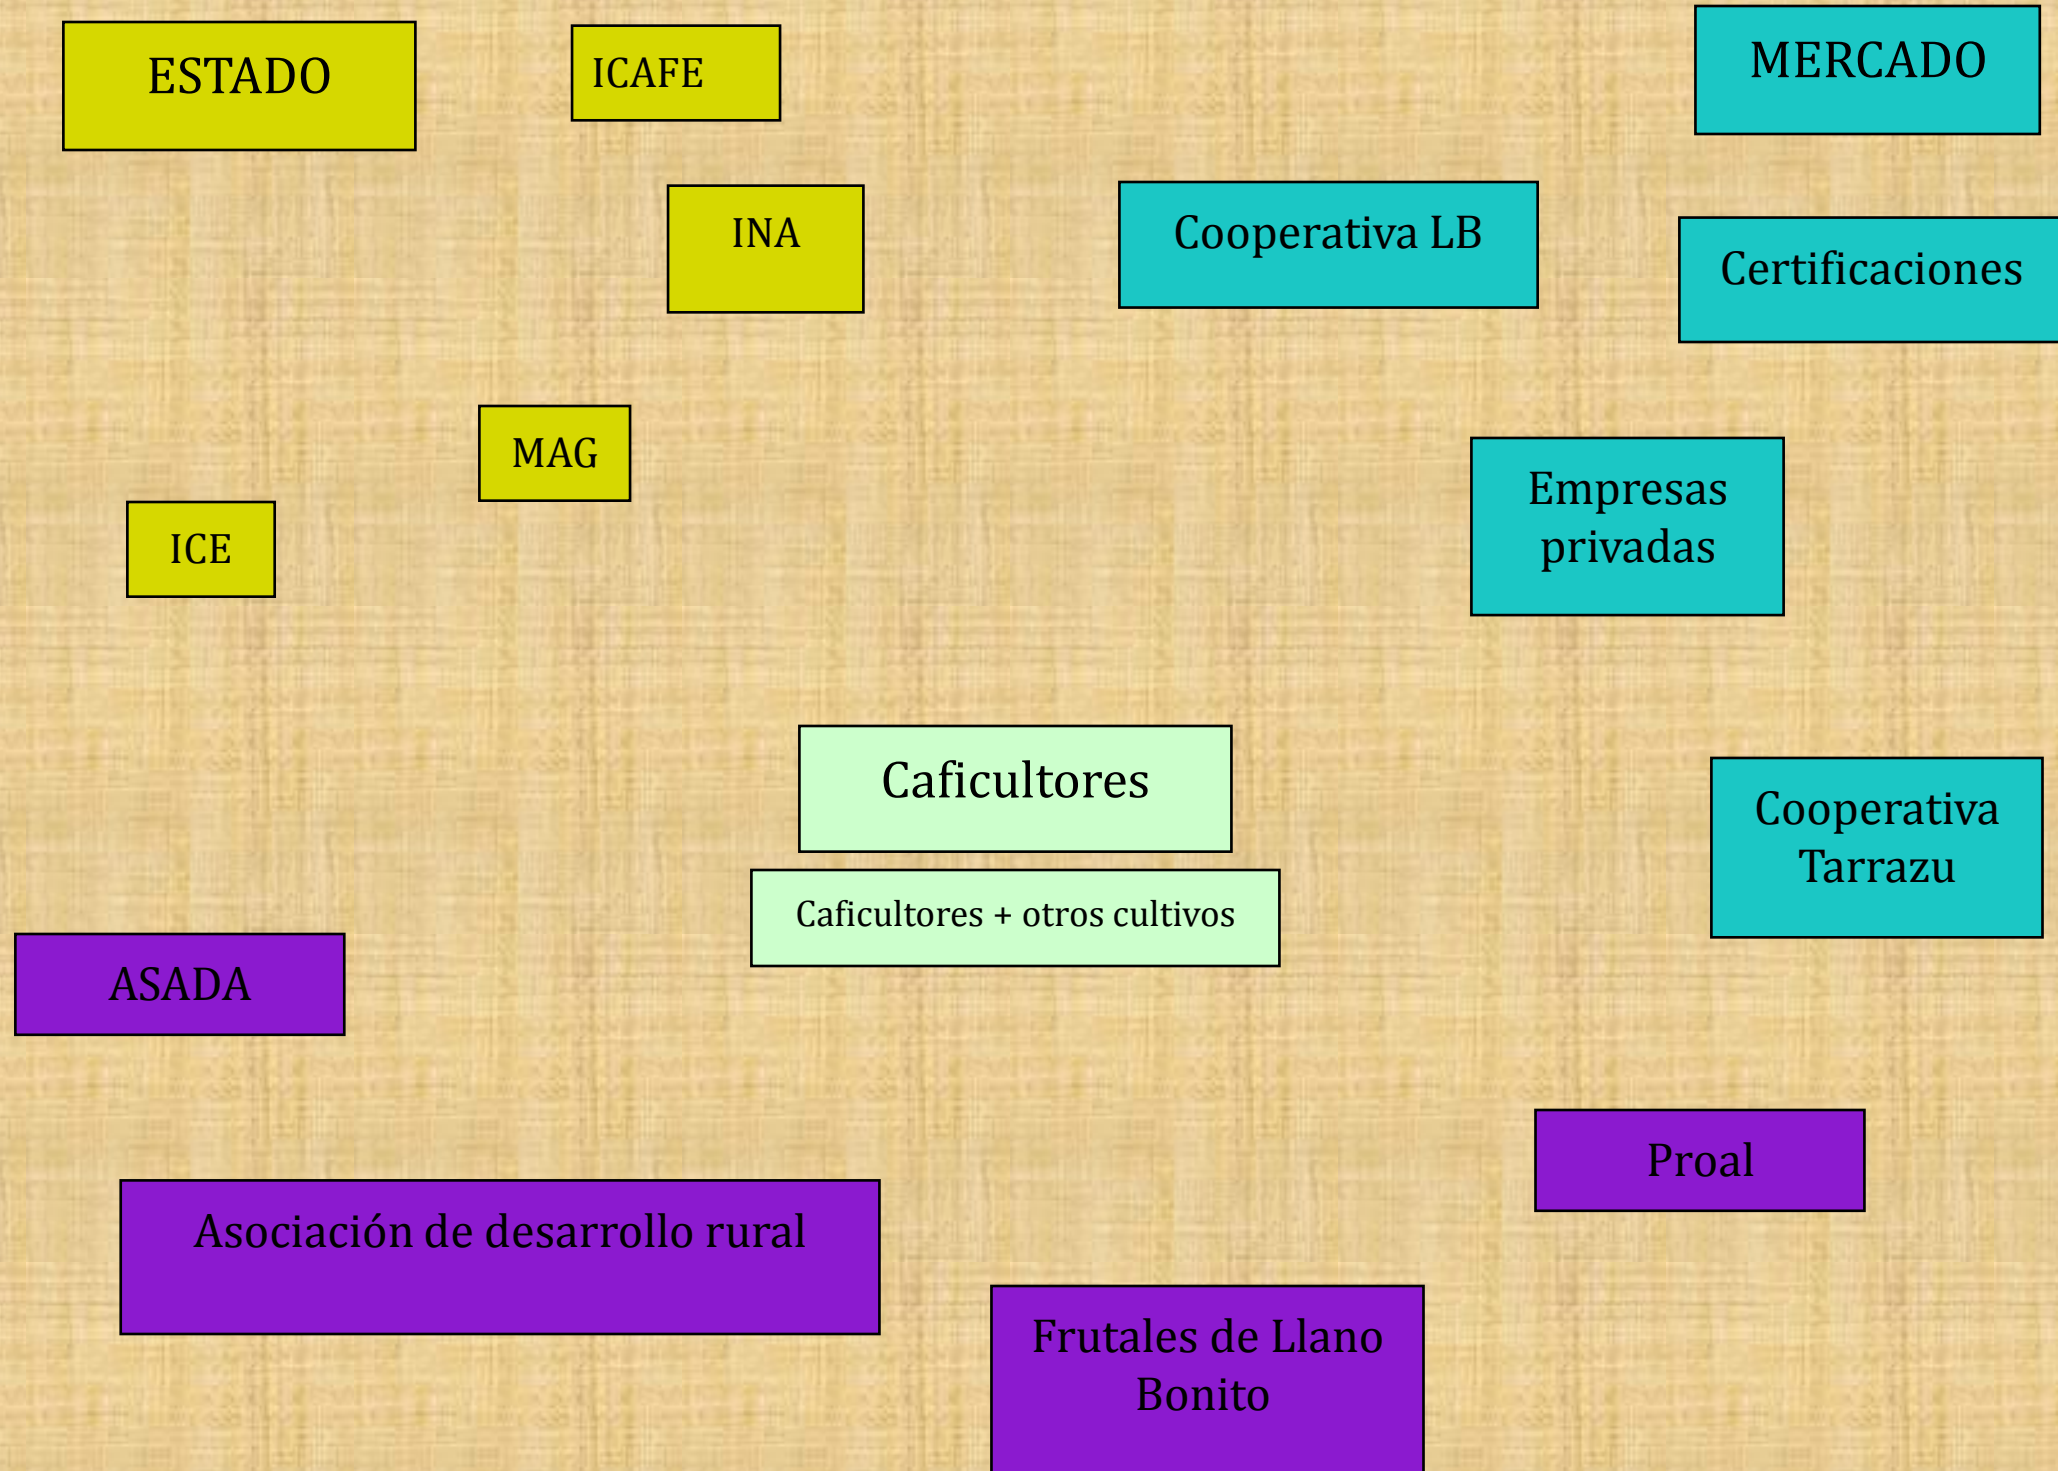 ESTADO
ICAFE
MERCADO
INA
Cooperativa LB
Certificaciones
MAG
Empresas
privadas
ICE
Caficultores
Cooperativa
Tarrazu
Caficultores + otros cultivos
ASADA
Proal
Asociación de desarrollo rural
Frutales de Llano
Bonito